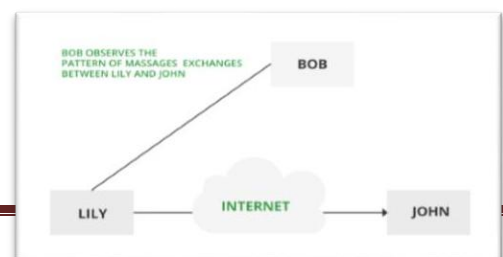 BOB OBSERVES THE
PATTERN OF MASSAGES EXCHANGES
BETWEEN LILY AND JOHN
BOB
LILY
INTERNET
JOHN